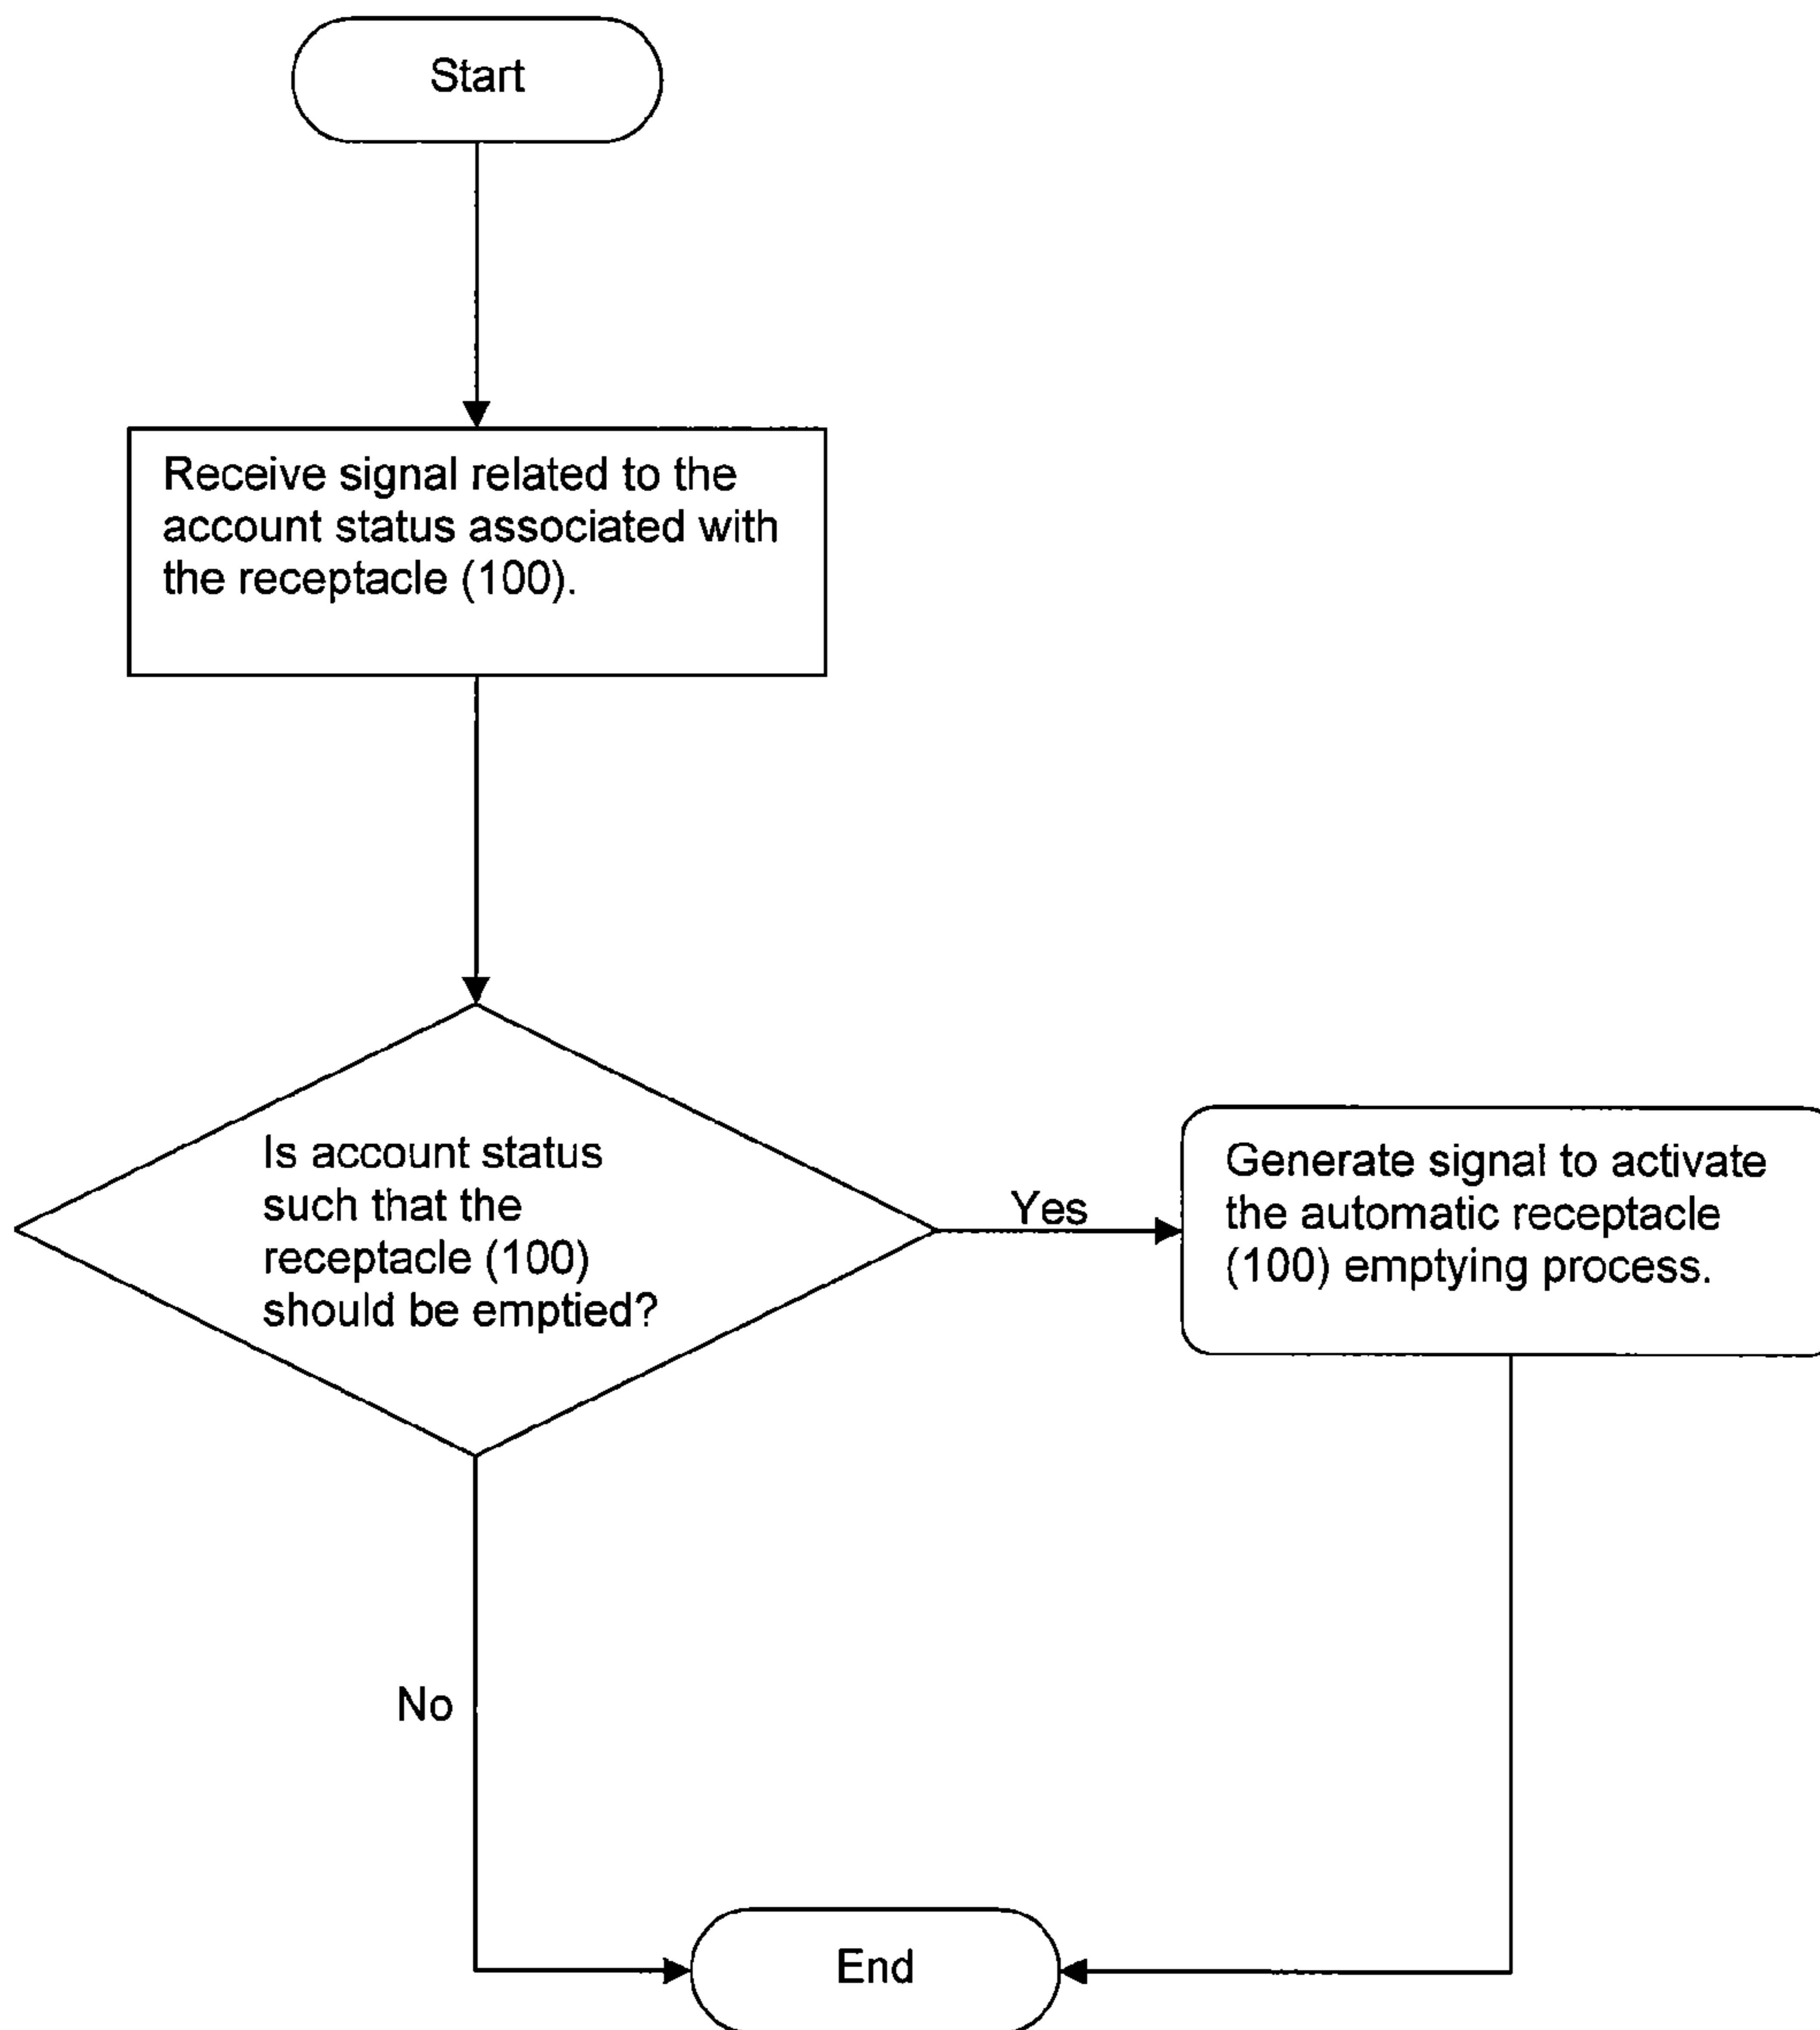 Start
Receive signal related to the
account status associated with
the receptacle (100).
Is account status
such that the
receptacle (100)
should be emptied?
Yes
Generate signal to activate
the automatic receptacle
(100) emptying process.
No
End